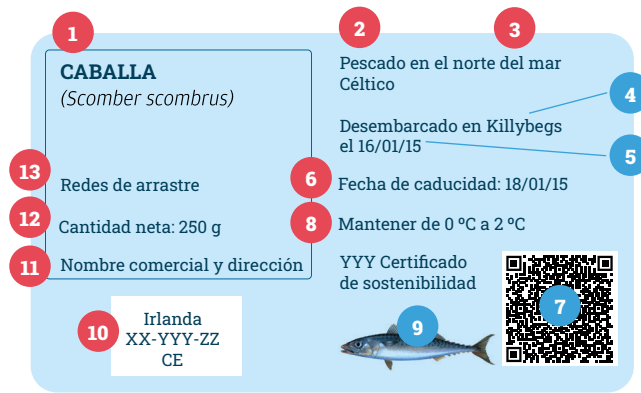 1
2
3
CABALLA
(Scomber scombrus)
Pescado en el norte del mar
Céltico
4
Desembarcado en Killybegs
el 16/01/15
5
13
Redes de arrastre
6
Fecha de caducidad: 18/01/15
12
Cantidad neta: 250 g
8
Mantener de 0 ºC a 2 ºC
11
Nombre comercial y dirección
YYY Certificado
de sostenibilidad
7
10
Irlanda
XX-YYY-ZZ
CE
9